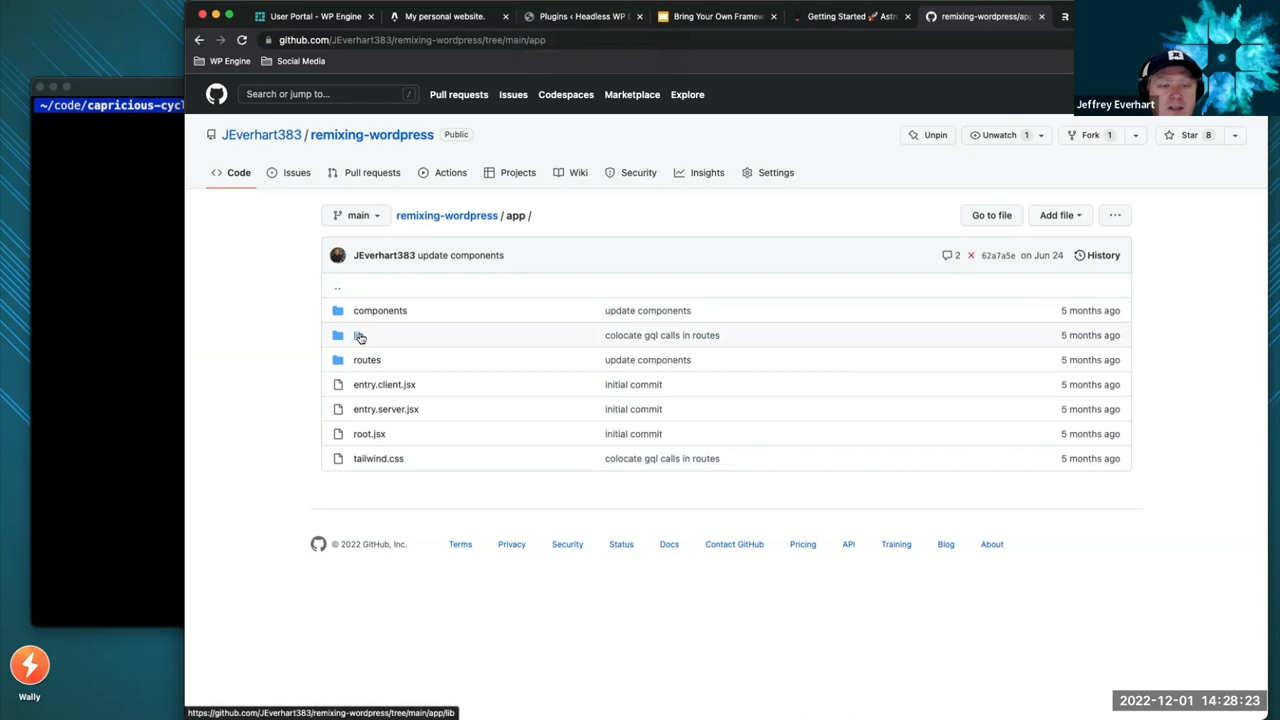 User Portal - WP Engine
My personal website.
Plugins ‹ Headless WP
Bring Your Own Framew
Getting Started 🚀 Astr
remixing-wordpress/app
github.com/JEverhart383/remixing-wordpress/tree/main/app
WP Engine
Social Media
Jeffrey Everhart
~/code/capricious-cycl
Search or jump to...
/
Pull requests
Issues
Codespaces
Marketplace
Explore
JEverhart383 / remixing-wordpress
Public
Pin
Unwatch 1
Fork 1
Star 8
Code
Issues
Pull requests
Actions
Projects
Wiki
Security
Insights
Settings
main
remixing-wordpress / app /
Go to file
Add file
...
JEverhart383 update components
2
62a7a5e on Jun 24
History
..
components update components 5 months ago
colocate gql calls in routes 5 months ago
routes update components 5 months ago
entry.client.jsx initial commit 5 months ago
entry.server.jsx initial commit 5 months ago
root.jsx initial commit 5 months ago
tailwind.css colocate gql calls in routes 5 months ago
© 2022 GitHub, Inc.
Terms
Privacy
Security
Status
Docs
Contact GitHub
Pricing
API
Training
Blog
About
Wally
2022-12-01 14:28:23
https://github.com/JEverhart383/remixing-wordpress/tree/main/app/lib